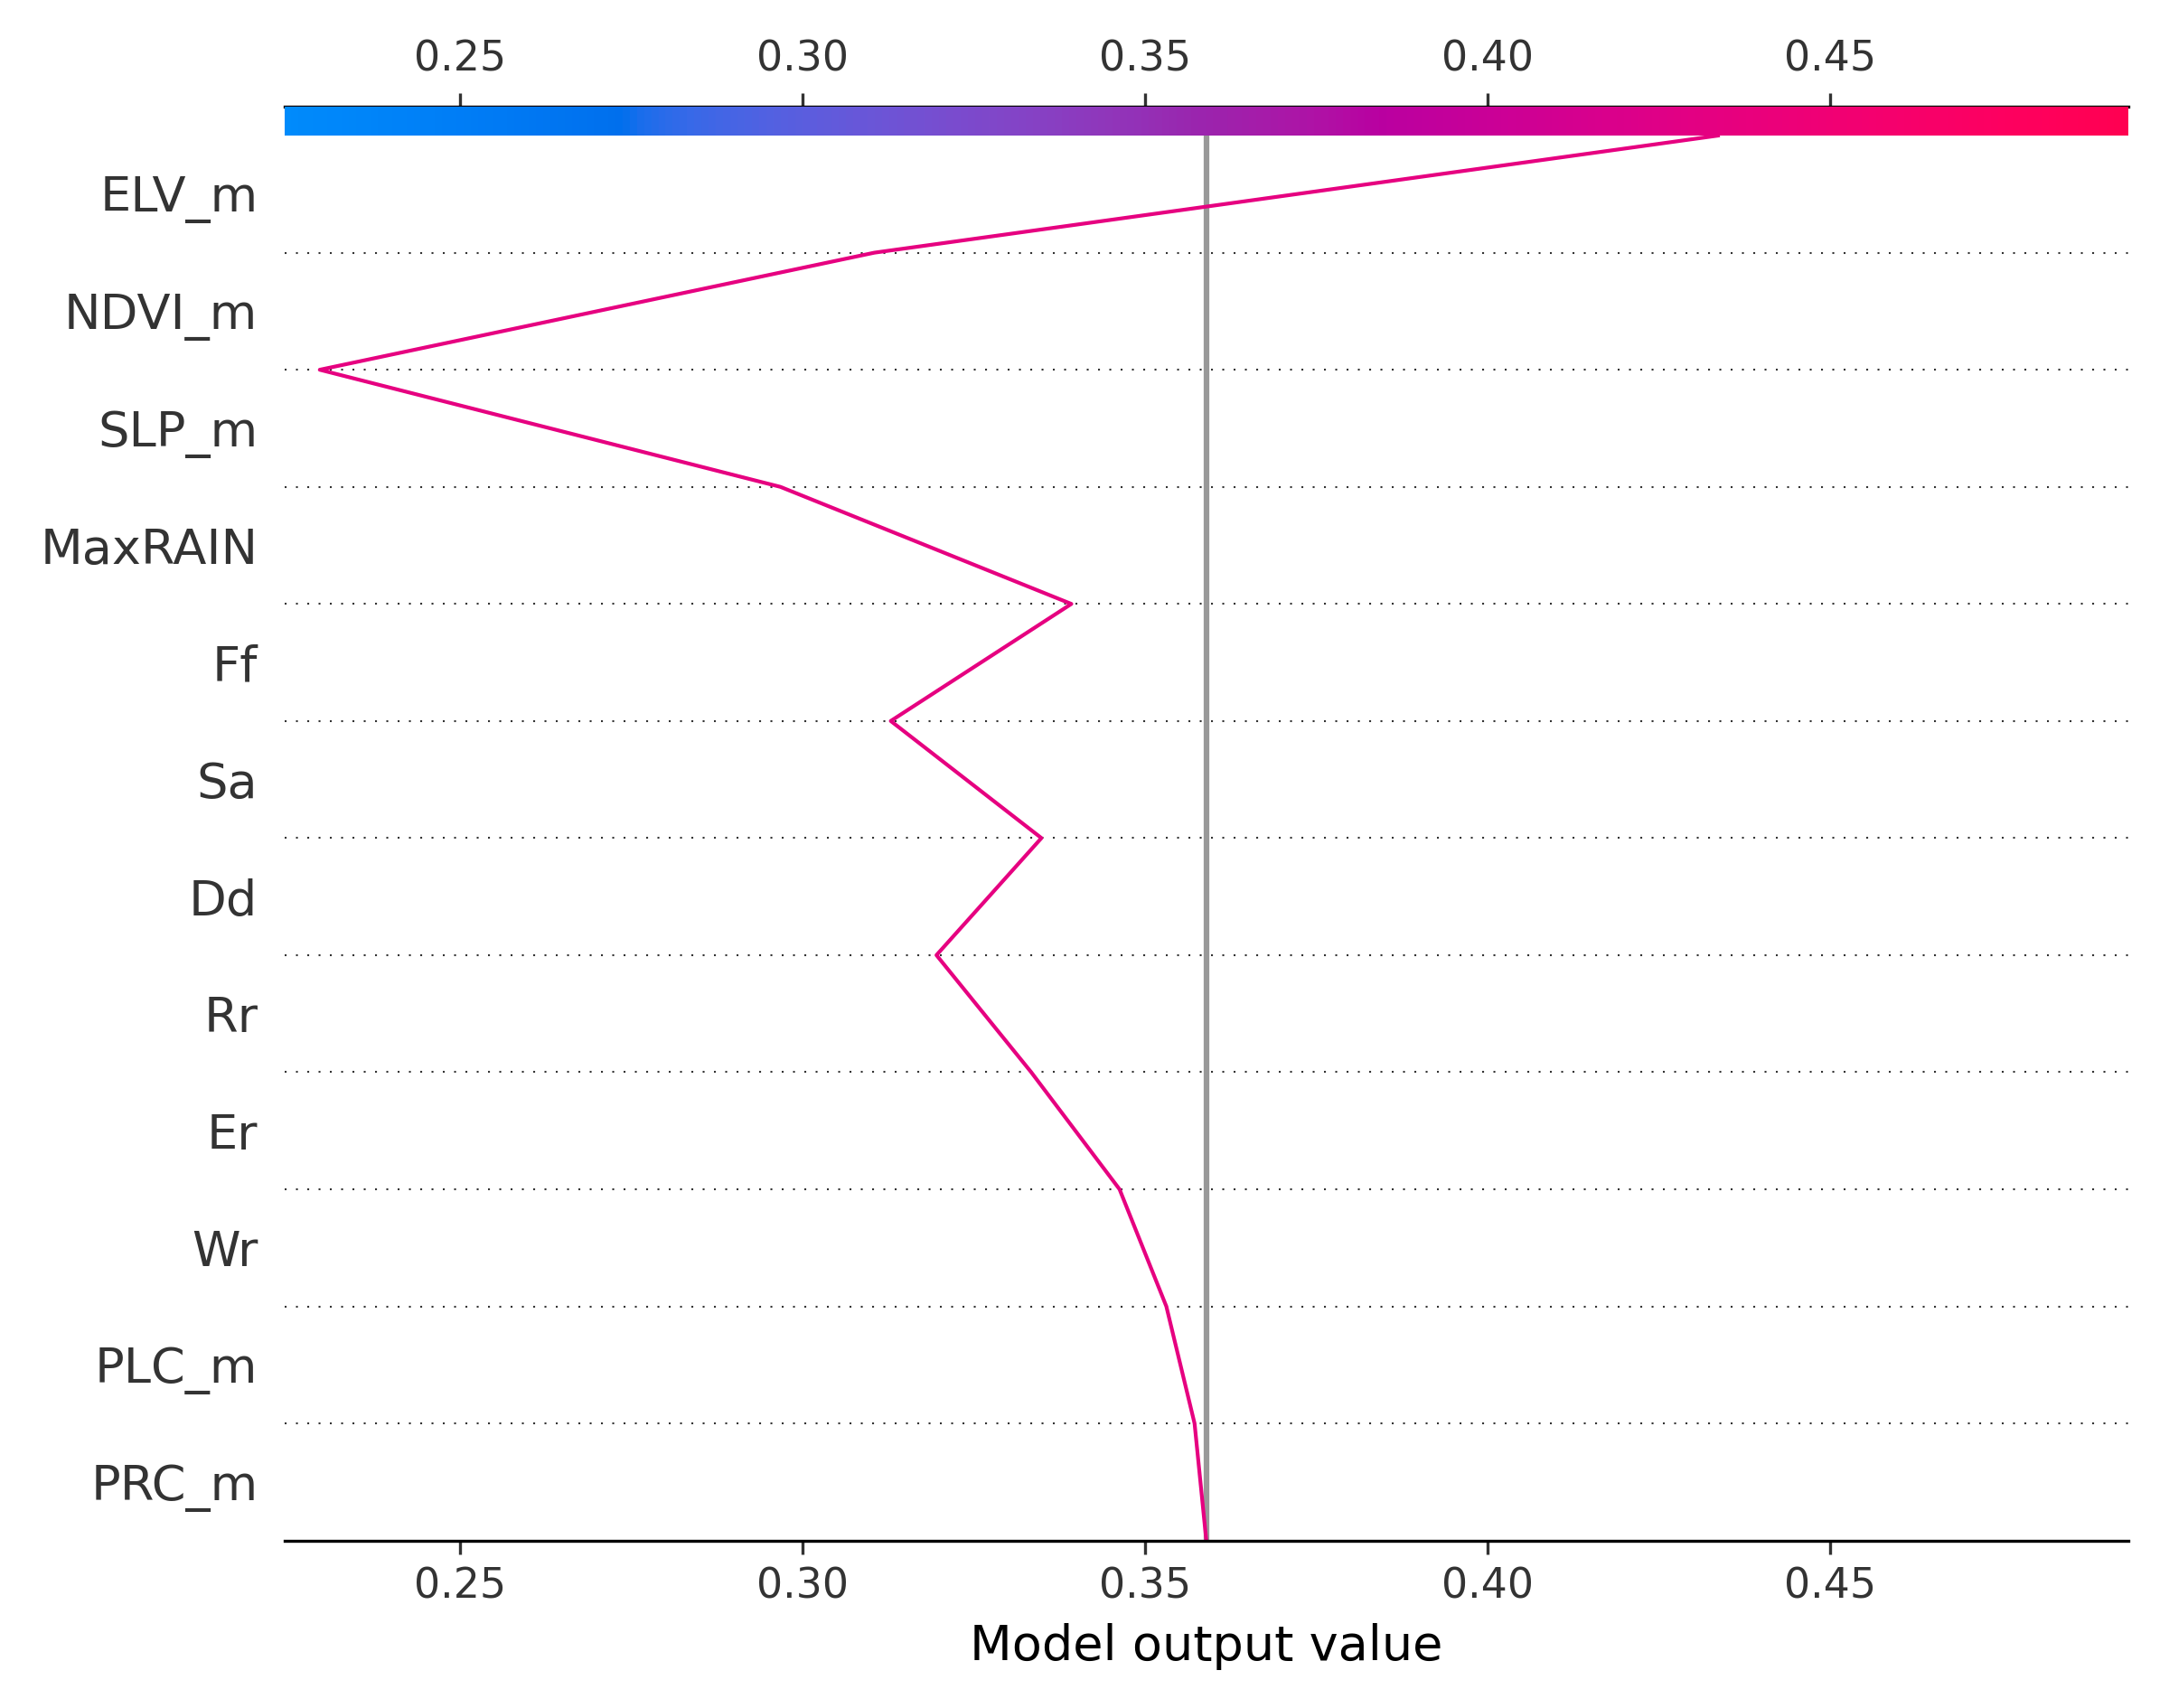 0.25 0.30 0.35 0.40 0.45
ELV_m
NDVI_m
SLP_m
MaxRAIN
Ff
Sa
Dd
Rr
Er
Wr
PLC_m
PRC_m
0.25 0.30 0.35 0.40 0.45
Model output value